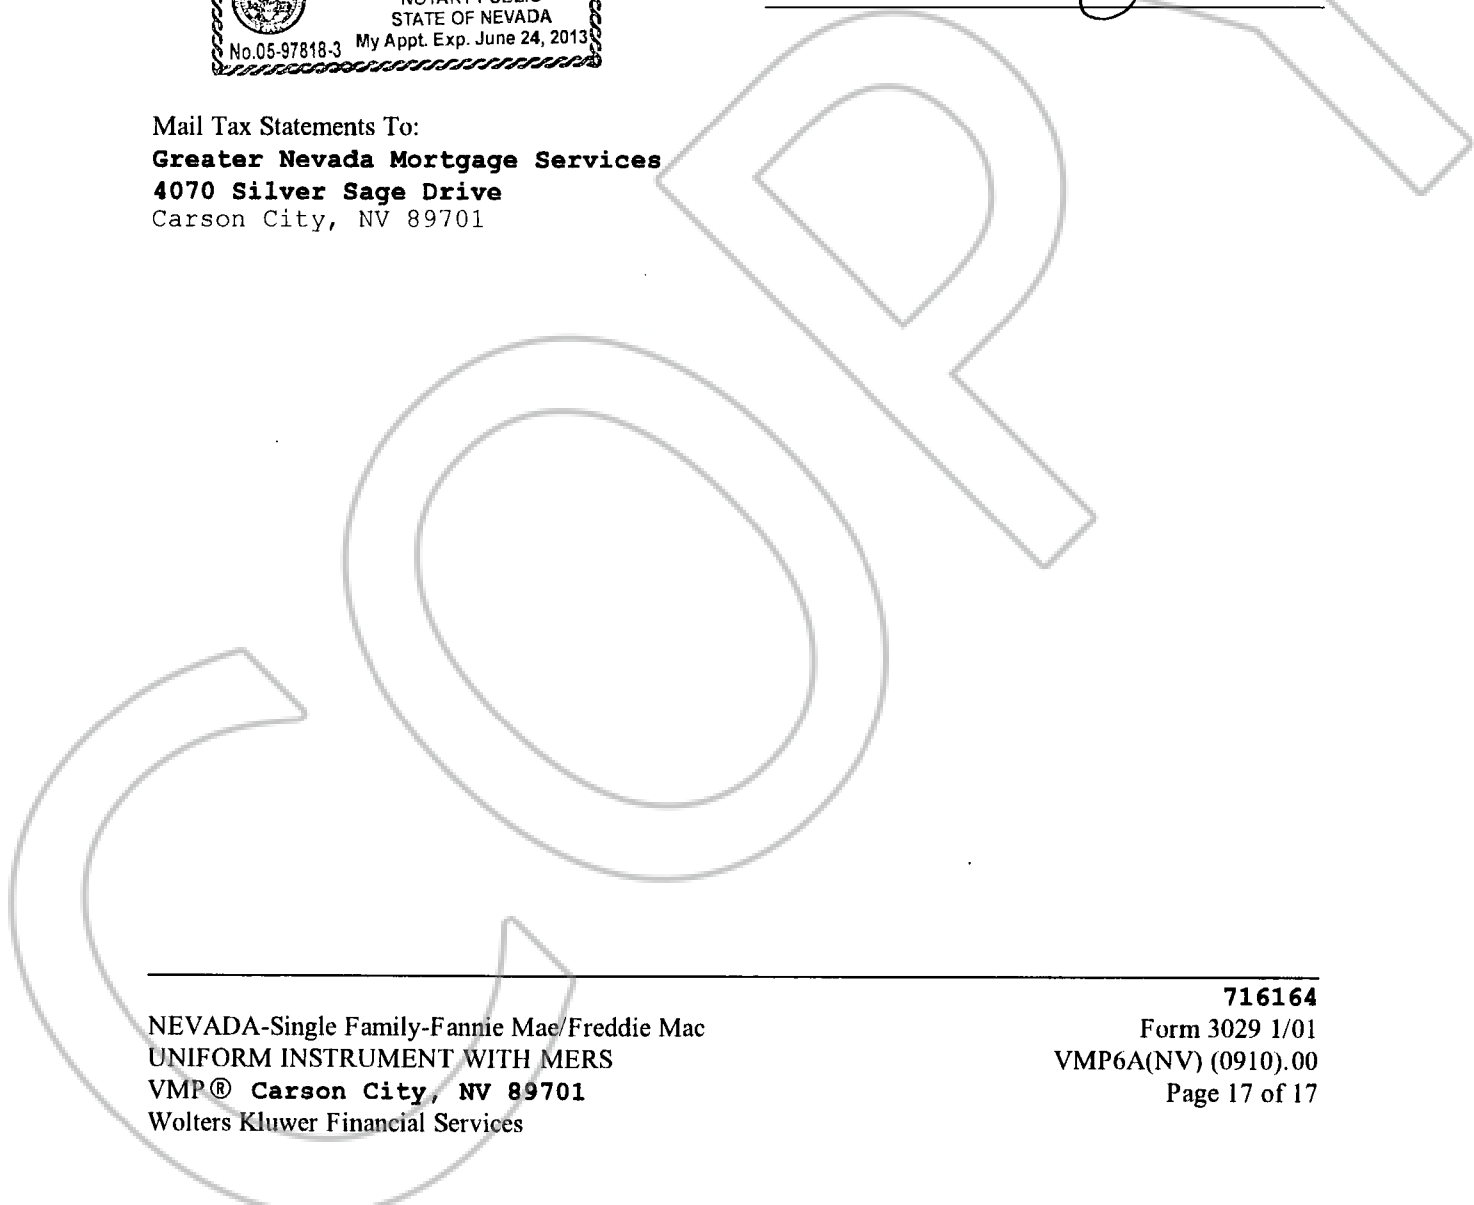 NOTARY PUBLIC
STATE OF NEVADA
No.05-97818-3 My Appt. Exp. June 24, 2013
Mail Tax Statements To:
Greater Nevada Mortgage Services
4070 Silver Sage Drive
Carson City, NV 89701
COPY
716164
NEVADA-Single Family-Fannie Mae/Freddie Mac Form 3029 1/01
UNIFORM INSTRUMENT WITH MERS VMP6A(NV) (0910).00
VMP® Carson City, NV 89701 Page 17 of 17
Wolters Kluwer Financial Services